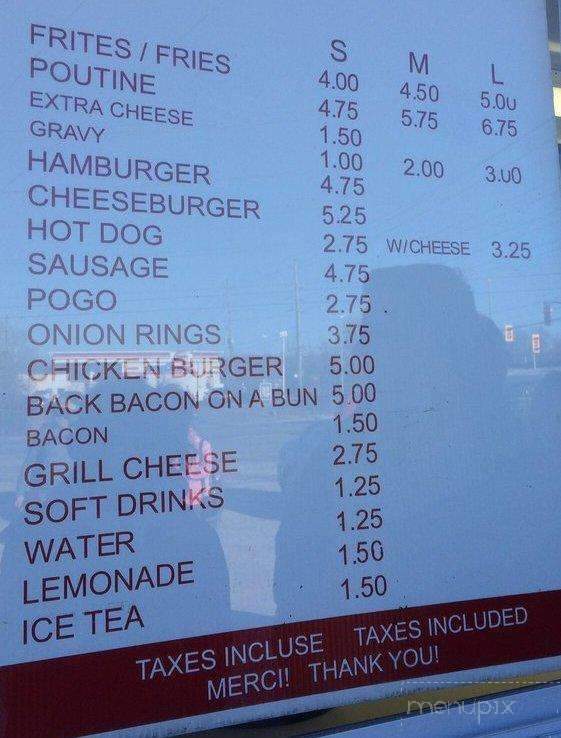 S M L
FRITES / FRIES 4.00 4.50 5.00
POUTINE 4.75 5.75 6.75
EXTRA CHEESE 1.50
GRAVY 1.00 2.00 3.00
HAMBURGER 4.75
CHEESEBURGER 5.25
HOT DOG 2.75 W/CHEESE 3.25
SAUSAGE 4.75
POGO 2.75
ONION RINGS 3.75
CHICKEN BURGER 5.00
BACK BACON ON A BUN 5.00
BACON 1.50
GRILL CHEESE 2.75
SOFT DRINKS 1.25
WATER 1.25
LEMONADE 1.50
ICE TEA 1.50
TAXES INCLUSE TAXES INCLUDED
MERCI! THANK YOU!
menupix